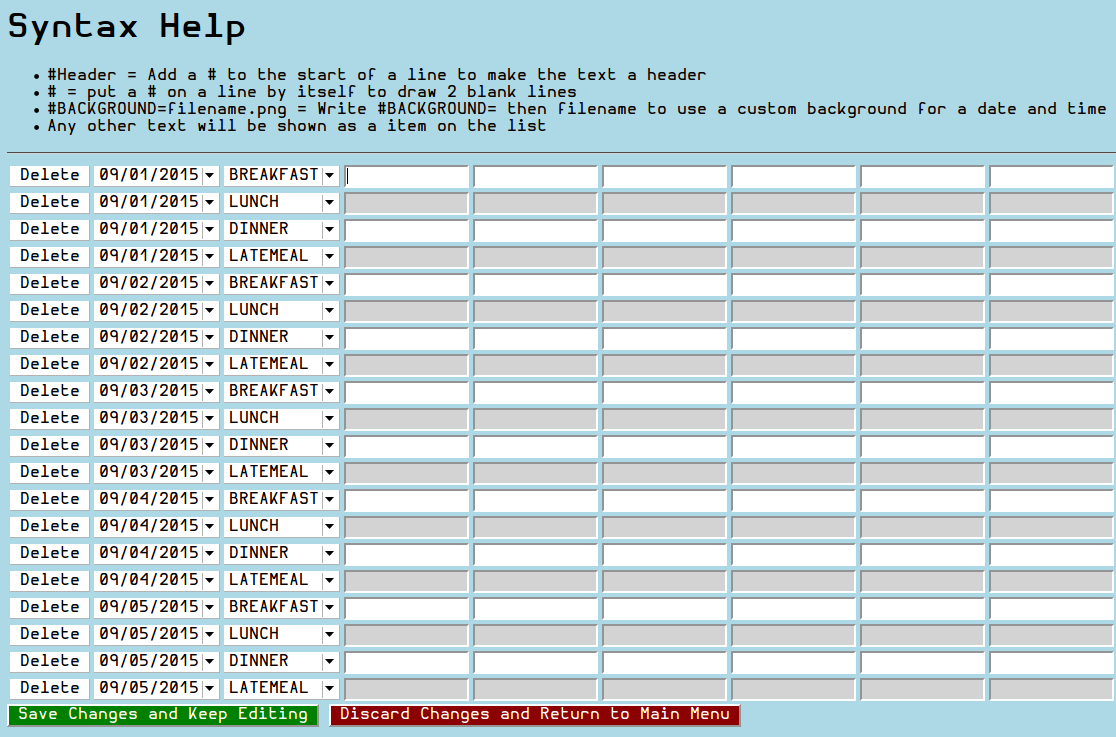 Syntax Help
#Header = Add a # to the start of a line to make the text a header
# = put a # on a line by itself to draw 2 blank lines
#BACKGROUND=filename.png = Write #BACKGROUND= then filename to use a custom background for a date and time
Any other text will be shown as a item on the list
Delete 09/01/2015 BREAKFAST
Delete 09/01/2015 LUNCH
Delete 09/01/2015 DINNER
Delete 09/01/2015 LATEMEAL
Delete 09/02/2015 BREAKFAST
Delete 09/02/2015 LUNCH
Delete 09/02/2015 DINNER
Delete 09/02/2015 LATEMEAL
Delete 09/03/2015 BREAKFAST
Delete 09/03/2015 LUNCH
Delete 09/03/2015 DINNER
Delete 09/03/2015 LATEMEAL
Delete 09/04/2015 BREAKFAST
Delete 09/04/2015 LUNCH
Delete 09/04/2015 DINNER
Delete 09/04/2015 LATEMEAL
Delete 09/05/2015 BREAKFAST
Delete 09/05/2015 LUNCH
Delete 09/05/2015 DINNER
Delete 09/05/2015 LATEMEAL
Save Changes and Keep Editing Discard Changes and Return to Main Menu